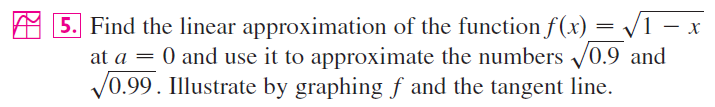 5. Find the linear approximation of the function f(x) = √1 − x
at a = 0 and use it to approximate the numbers √0.9 and
√0.99. Illustrate by graphing f and the tangent line.